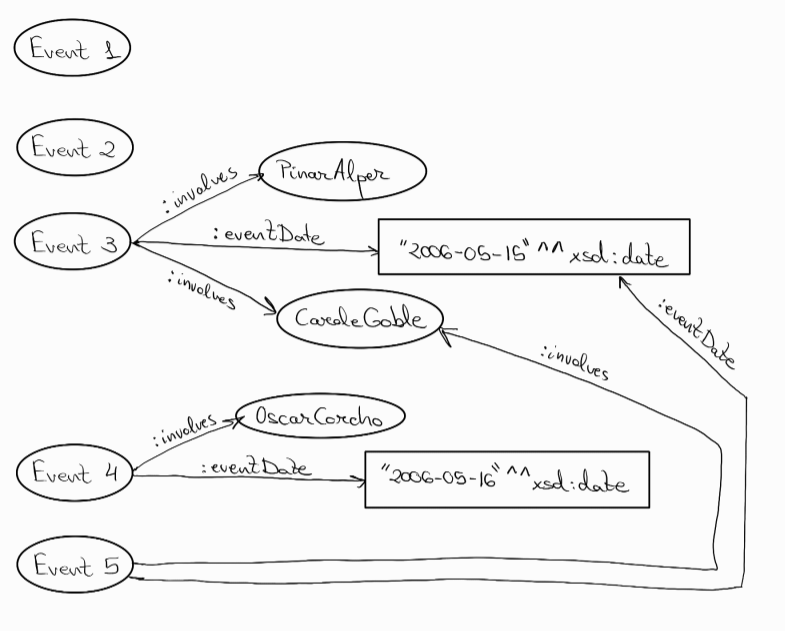 Event 1
Event 2
:involves
PinarAlper
Event 3
:eventDate
"2006-05-15" ^^ xsd:date
:involves
CaroleGoble
:eventDate
:involves
:involves
OscarCorcho
Event 4
:eventDate
"2006-05-16" ^^ xsd:date
Event 5